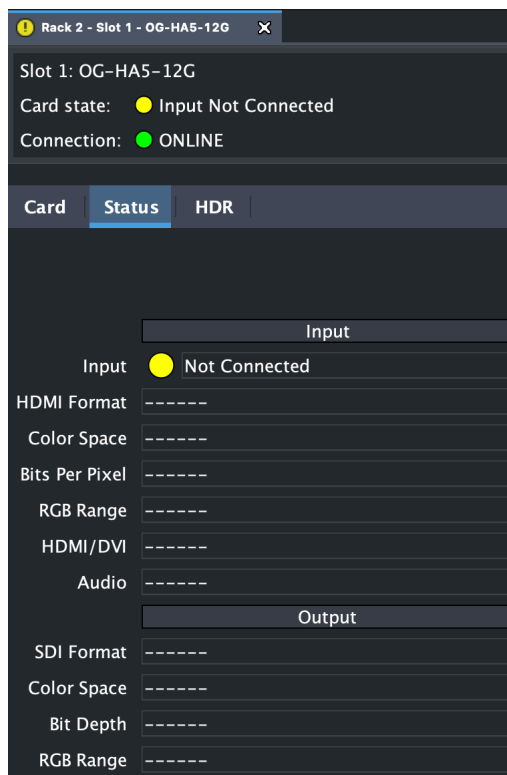 ! Rack 2 - Slot 1 - OG-HA5-12G X
Slot 1: OG-HA5-12G
Card state: Input Not Connected
Connection: ONLINE
Card Status HDR
Input
Input Not Connected
HDMI Format ------
Color Space ------
Bits Per Pixel ------
RGB Range ------
HDMI/DVI ------
Audio ------
Output
SDI Format ------
Color Space ------
Bit Depth ------
RGB Range ------